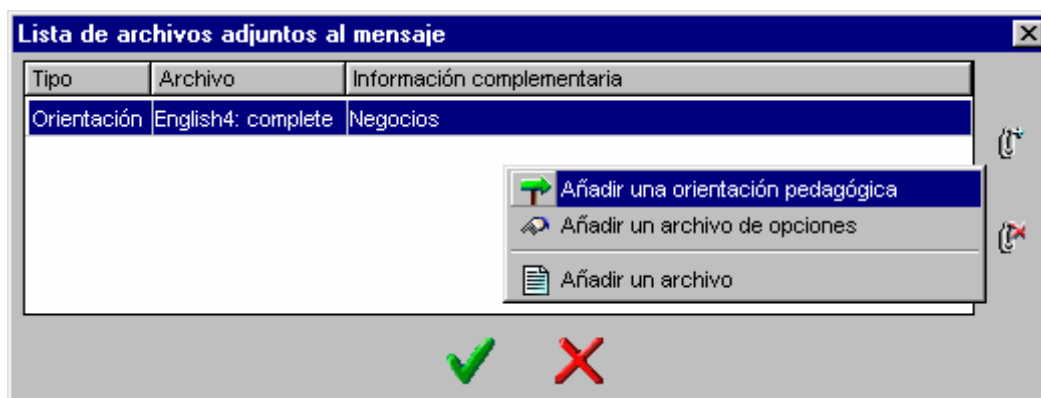 Lista de archivos adjuntos al mensaje
Tipo Archivo Información complementaria
Orientación English4: complete Negocios
Añadir una orientación pedagógica
Añadir un archivo de opciones
Añadir un archivo